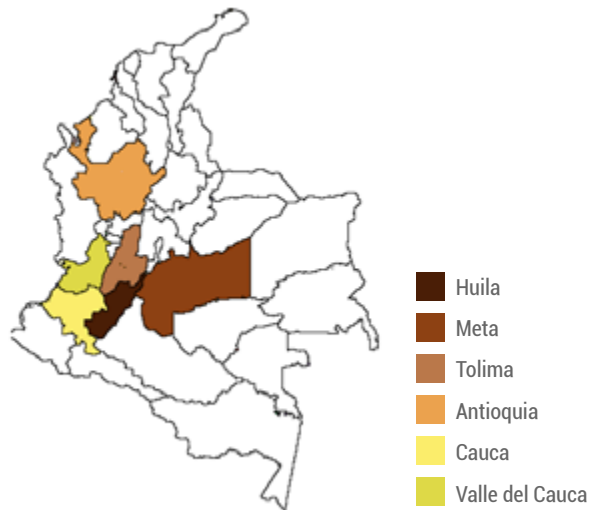 Huila
Meta
Tolima
Antioquia
Cauca
Valle del Cauca